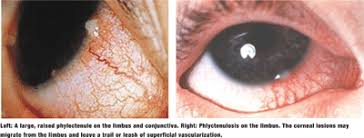 Left: A large, raised phylectenule on the limbus and conjunctiva. Right: Phlyctenulosis on the limbus. The corneal lesions may
migrate from the limbus and leave a trail or leash of superficial vascularization.